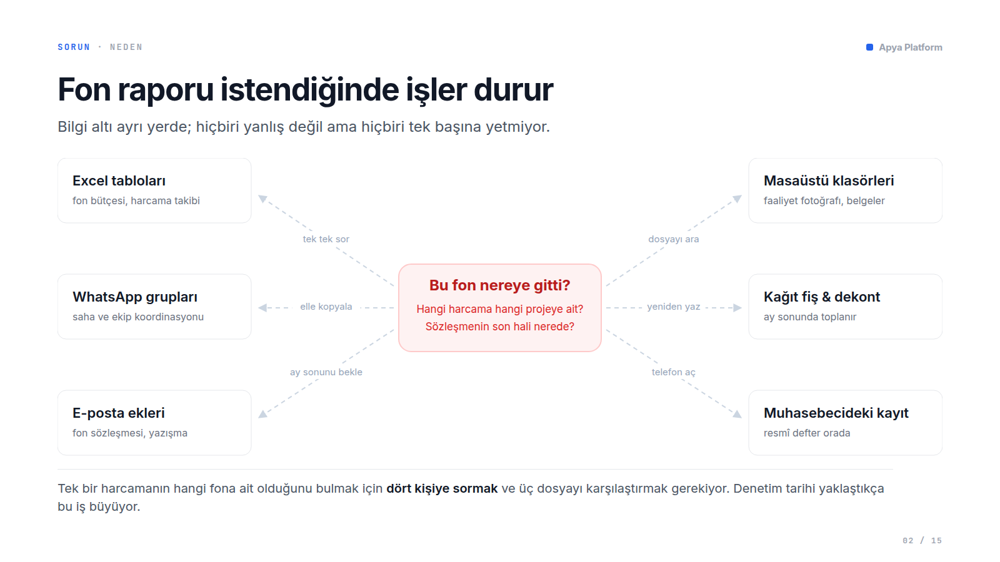 SORUN · NEDEN
Apya Platform
Fon raporu istendiğinde işler durur
Bilgi altı ayrı yerde; hiçbiri yanlış değil ama hiçbiri tek başına yetmiyor.
Excel tabloları
fon bütçesi, harcama takibi
Masaüstü klasörleri
faaliyet fotoğrafı, belgeler
tek tek sor
dosyayı ara
WhatsApp grupları
saha ve ekip koordinasyonu
elle kopyala
Bu fon nereye gitti?
Hangi harcama hangi projeye ait?
Sözleşmenin son hali nerede?
yeniden yaz
Kağıt fiş & dekont
ay sonunda toplanır
ay sonunu bekle
telefon aç
E-posta ekleri
fon sözleşmesi, yazışma
Muhasebecideki kayıt
resmî defter orada
Tek bir harcamanın hangi fona ait olduğunu bulmak için dört kişiye sormak ve üç dosyayı karşılaştırmak gerekiyor. Denetim tarihi yaklaştıkça
bu iş büyüyor.
02 / 15